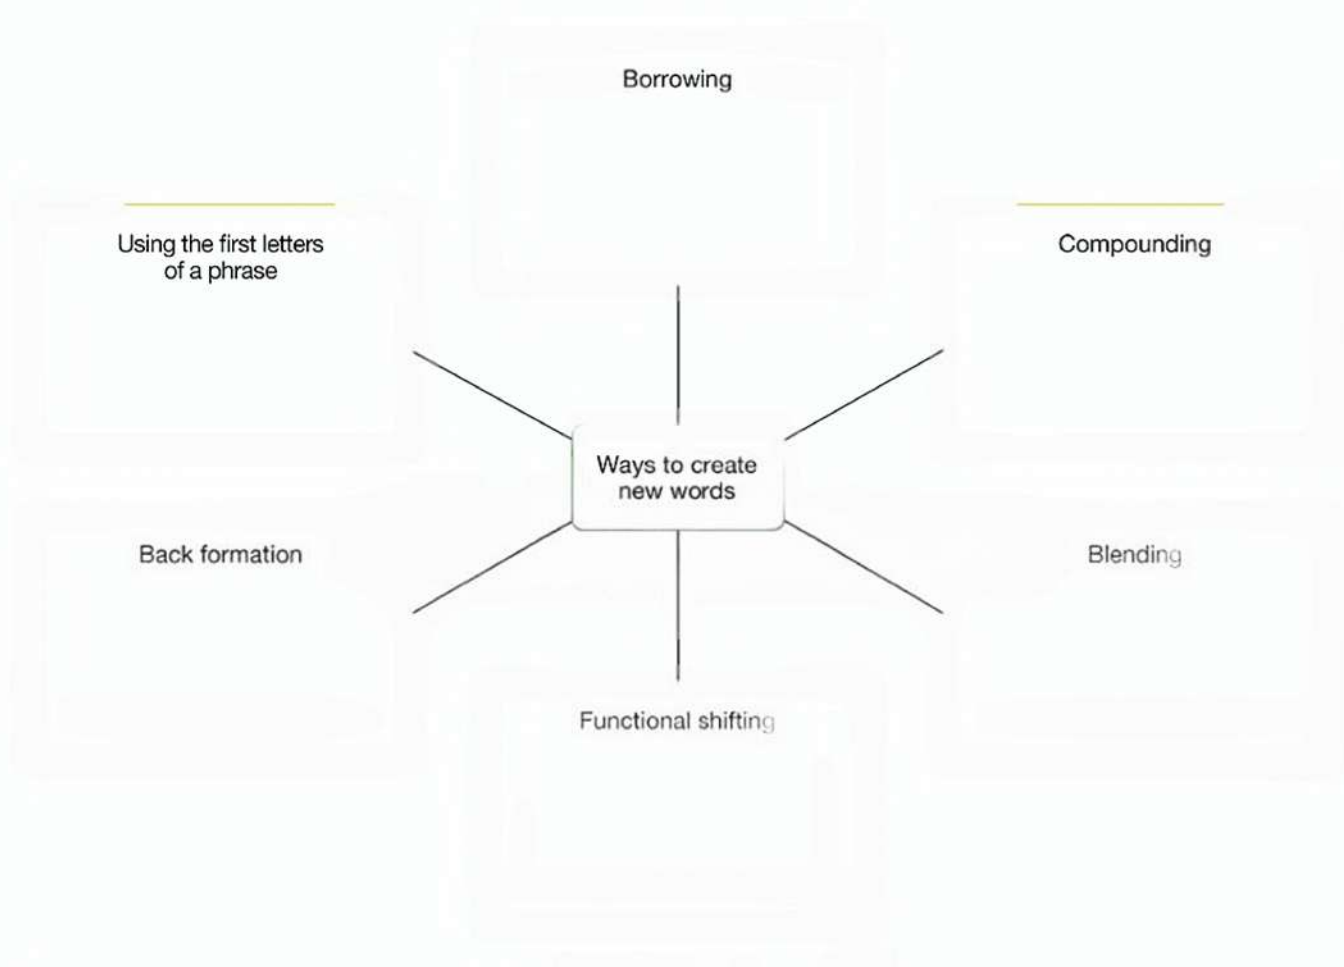 Borrowing
Using the first letters
of a phrase
Compounding
Ways to create
new words
Back formation
Blending
Functional shifting